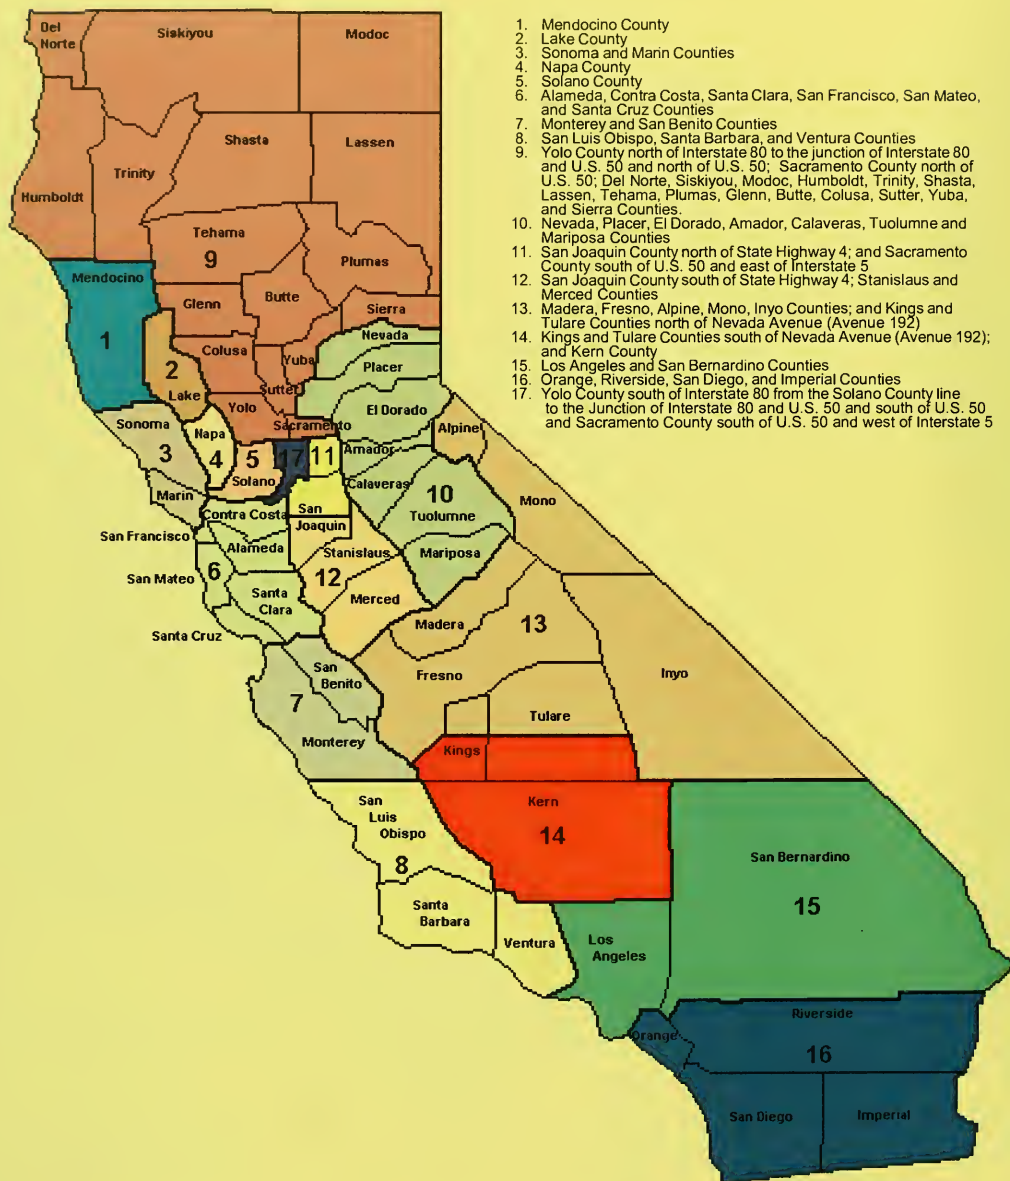 Del
Norte
Siskiyou
Modoc
1. Mendocino County
2. Lake County
3. Sonoma and Marin Counties
4. Napa County
5. Solano County
6. Alameda, Contra Costa, Santa Clara, San Francisco, San Mateo,
and Santa Cruz Counties
7. Monterey and San Benito Counties
8. San Luis Obispo, Santa Barbara, and Ventura Counties
9. Yolo County north of Interstate 80 to the junction of Interstate 80
and U.S. 50 and north of U.S. 50; Sacramento County north of
U.S. 50; Del Norte, Siskiyou, Modoc, Humboldt, Trinity, Shasta,
Lassen, Tehama, Plumas, Glenn, Butte, Colusa, Sutter, Yuba,
and Sierra Counties.
10. Nevada, Placer, El Dorado, Amador, Calaveras, Tuolumne and
Mariposa Counties
11. San Joaquin County north of State Highway 4; and Sacramento
County south of U.S. 50 and east of Interstate 5
12. San Joaquin County south of State Highway 4; Stanislaus and
Merced Counties
13. Madera, Fresno, Alpine, Mono, Inyo Counties; and Kings and
Tulare Counties north of Nevada Avenue (Avenue 192)
14. Kings and Tulare Counties south of Nevada Avenue (Avenue 192);
and Kern County
15. Los Angeles and San Bernardino Counties
16. Orange, Riverside, San Diego, and Imperial Counties
17. Yolo County south of Interstate 80 from the Solano County line
to the Junction of Interstate 80 and U.S. 50 and south of U.S. 50
and Sacramento County south of U.S. 50 and west of Interstate 5
Shasta
Lassen
Trinity
Humboldt
Tehama
9
Plumas
Mendocino
Butte
Glenn
Sierra
1
Nevada
Colusa
Yuba
2
Placer
Lake
Sutter
Yolo
El Dorado
Sonoma
Napa
Sacramento
Alpine
3
4
5
17
11
Amador
Solano
Calaveras
10
Marin
Contra Costa
San
Joaquin
Tuolumne
Mono
San Francisco
Alameda
Stanislaus
Mariposa
San Mateo
6
12
Santa
Clara
Merced
Santa Cruz
Madera
13
San
Benito
Fresno
Inyo
7
Tulare
Monterey
Kings
San
Luis
Obispo
Kern
14
8
San Bernardino
15
Santa
Barbara
Ventura
Los
Angeles
Riverside
Orange
16
San Diego
Imperial